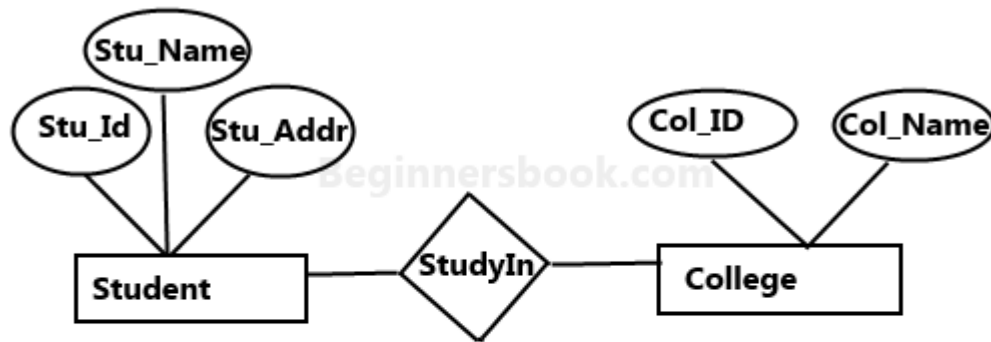 Stu_Name
Stu_Id
Stu_Addr
Col_ID
Col_Name
Beginnersbook.com
Student
StudyIn
College